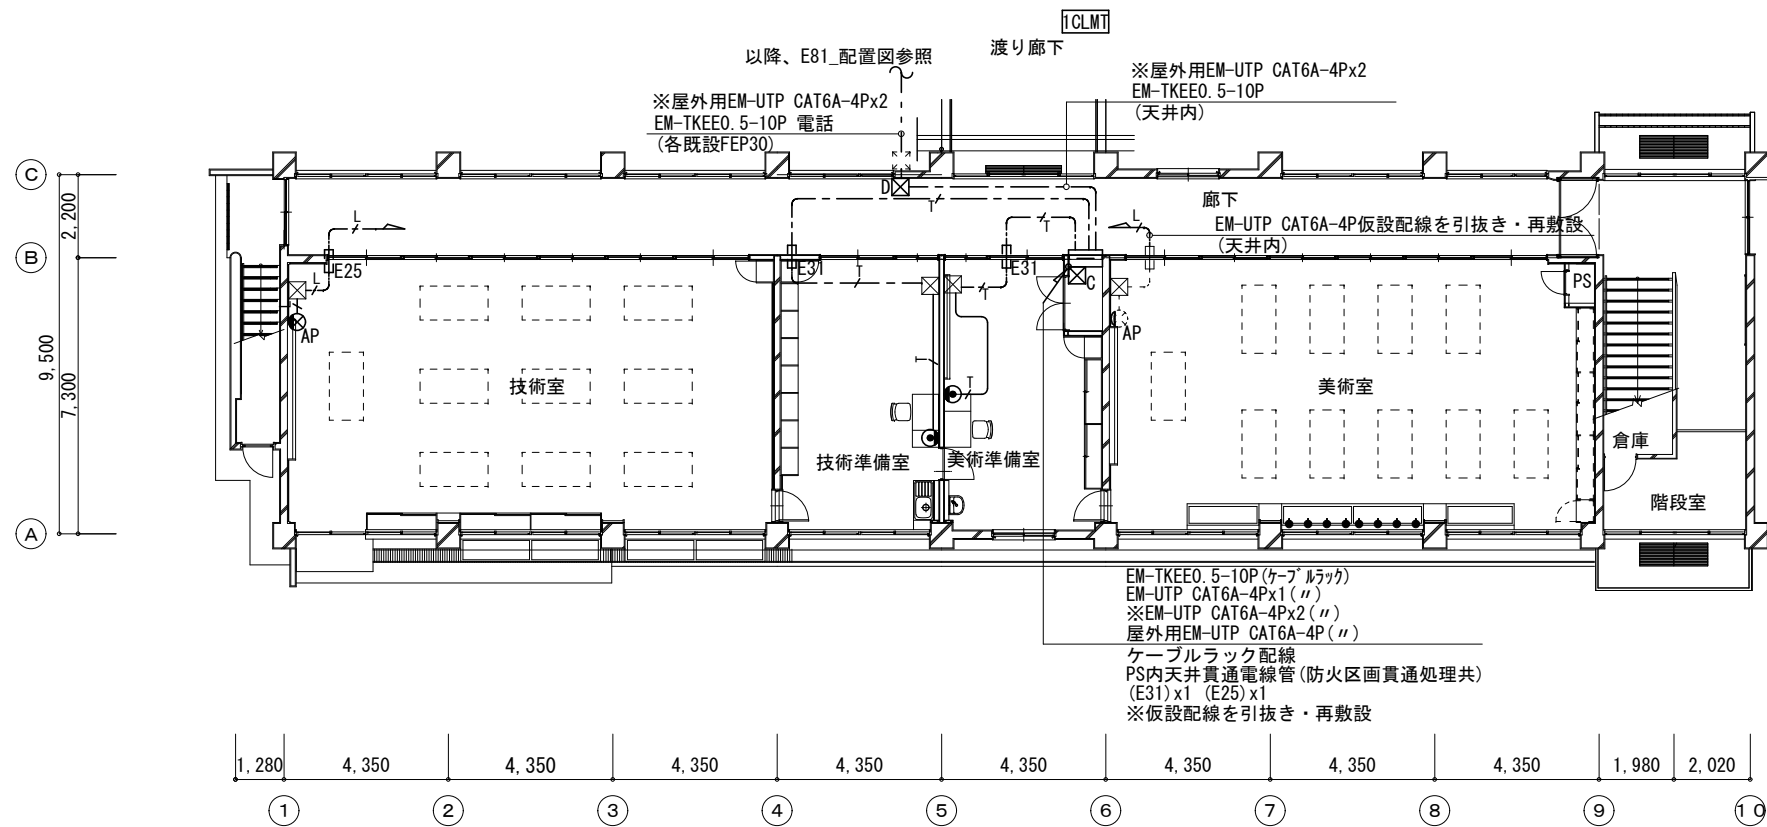 1CLMT
渡り廊下
以降、E81_配置図参照
※屋外用EM-UTP CAT6A-4Px2
EM-TKEE0.5-10P
(天井内)
※屋外用EM-UTP CAT6A-4Px2
EM-TKEE0.5-10P 電話
(各既設FEP30)
C
D
2,200
廊下
L
T
T
L
EM-UTP CAT6A-4P仮設配線を引抜き・再敷設
(天井内)
B
E25
E31
E31
L
T
T
C
PS
AP
AP
9,500
7,300
T
T
技術室
美術室
技術準備室
美術準備室
倉庫
階段室
A
EM-TKEE0.5-10P(ケーブルラック)
EM-UTP CAT6A-4Px1(〃)
※EM-UTP CAT6A-4Px2(〃)
屋外用EM-UTP CAT6A-4P(〃)
ケーブルラック配線
PS内天井貫通電線管(防火区画貫通処理共)
(E31)x1 (E25)x1
※仮設配線を引抜き・再敷設
1,280 4,350 4,350 4,350 4,350 4,350 4,350 4,350 4,350 1,980 2,020
1 2 3 4 5 6 7 8 9 10